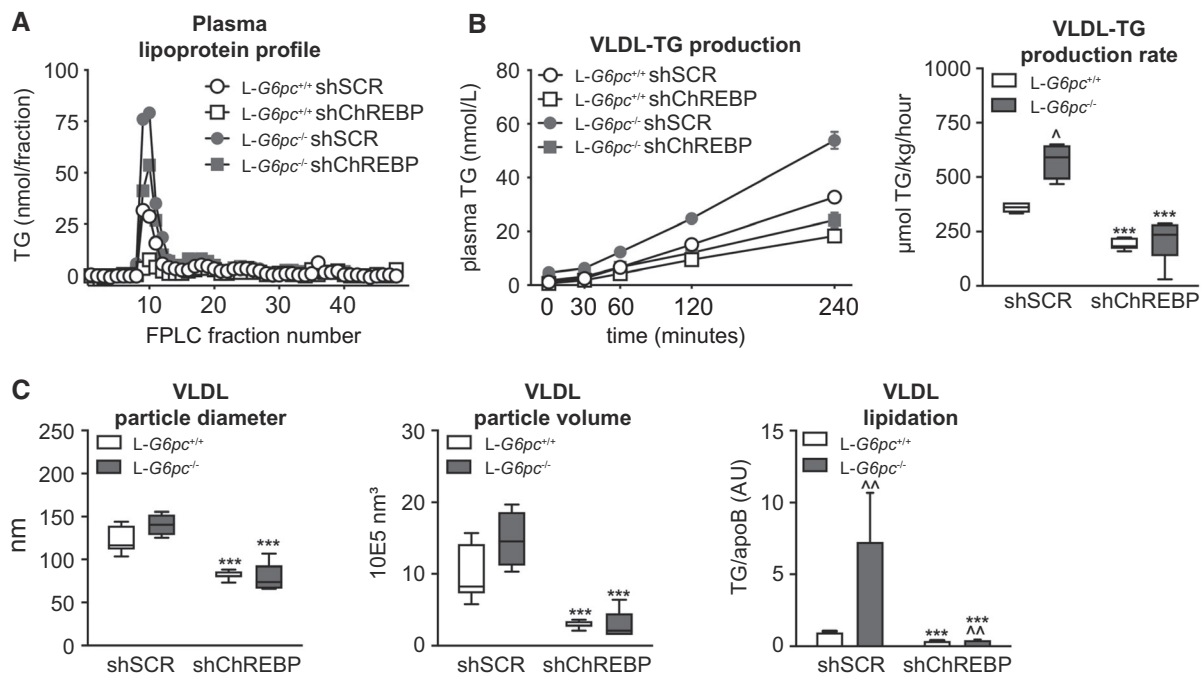 A
Plasma
lipoprotein profile
100
75
50
25
0
TG (nmol/fraction)
L-G6pc+/+ shSCR
L-G6pc+/+ shChREBP
L-G6pc-/- shSCR
L-G6pc-/- shChREBP
10 20 30 40
FPLC fraction number
B
VLDL-TG production
80
60
40
20
0
plasma TG (nmol/L)
L-G6pc+/+ shSCR
L-G6pc+/+ shChREBP
L-G6pc-/- shSCR
L-G6pc-/- shChREBP
0 30 60 120 240
time (minutes)
VLDL-TG
production rate
1000
750
500
250
0
µmol TG/kg/hour
L-G6pc+/+
L-G6pc-/-
^
*** ***
shSCR shChREBP
C
VLDL
particle diameter
250
200
150
100
50
0
nm
L-G6pc+/+
L-G6pc-/-
*** ***
shSCR shChREBP
VLDL
particle volume
30
20
10
0
10E5 nm³
L-G6pc+/+
L-G6pc-/-
*** ***
shSCR shChREBP
VLDL
lipidation
15
10
5
0
TG/apoB (AU)
L-G6pc+/+
L-G6pc-/-
^^
*** ***
^^
shSCR shChREBP